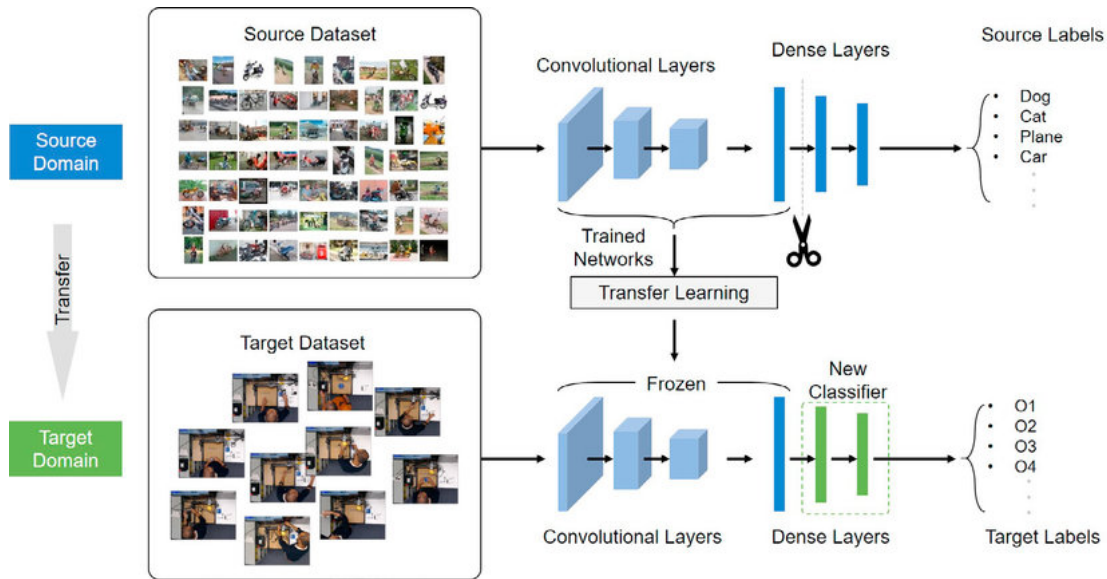 Source Dataset
Convolutional Layers
Dense Layers
Source Labels
Source
Domain
• Dog
• Cat
• Plane
• Car
Trained
Networks
Transfer Learning
Transfer
Target Dataset
Frozen
New
Classifier
Target
Domain
• O1
• O2
• O3
• O4
Convolutional Layers
Dense Layers
Target Labels